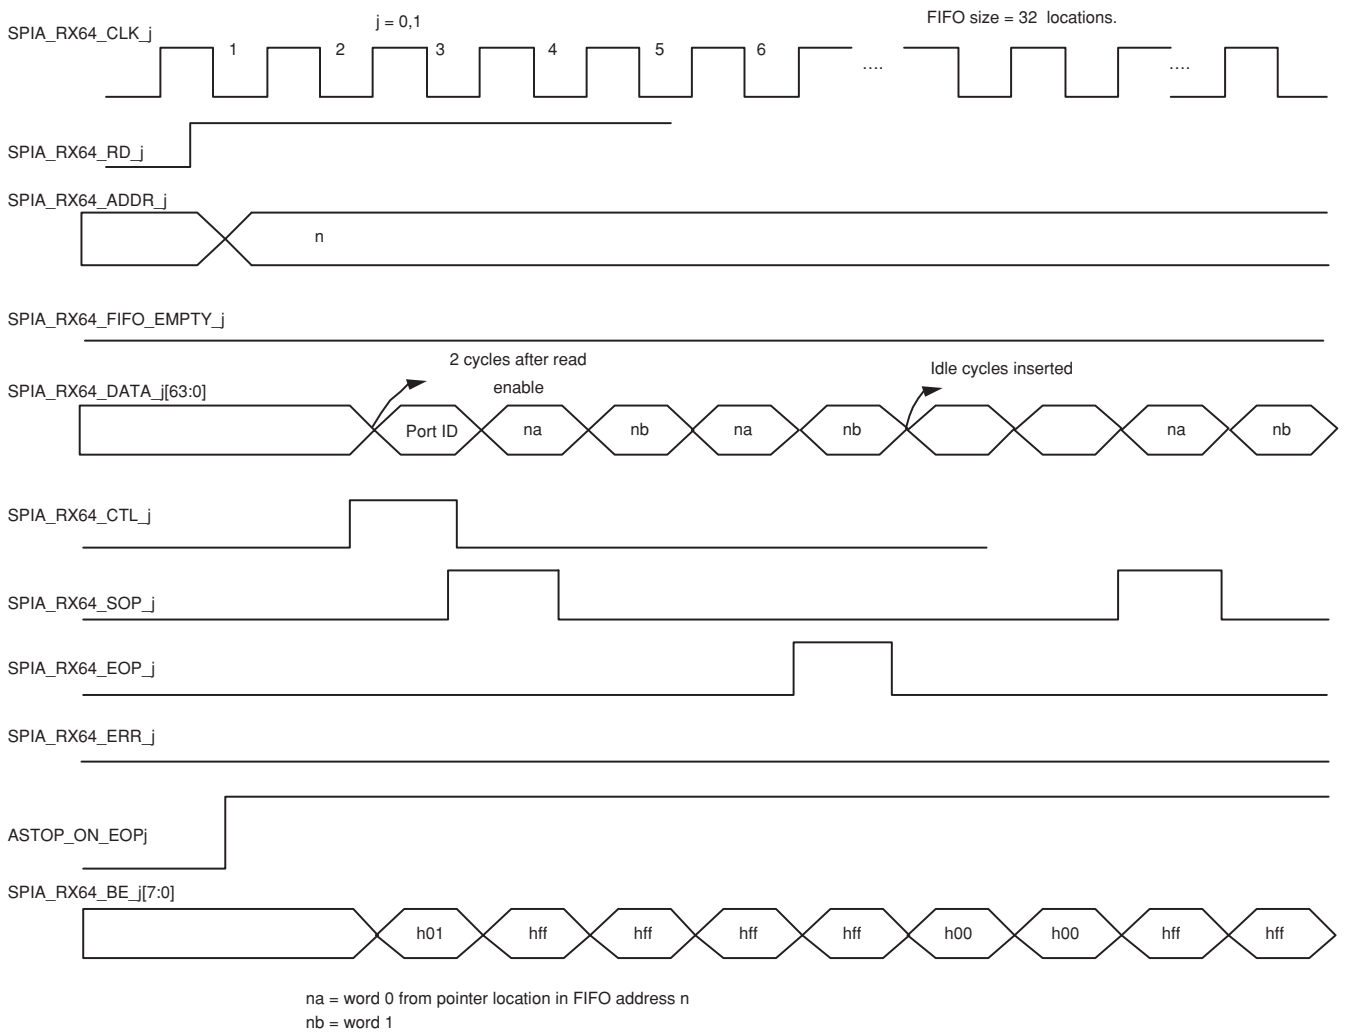 j = 0,1
FIFO size = 32 locations.
SPIA_RX64_CLK_j
1 2 3 4 5 6 .... ....
SPIA_RX64_RD_j
SPIA_RX64_ADDR_j
n
SPIA_RX64_FIFO_EMPTY_j
2 cycles after read
enable
Idle cycles inserted
SPIA_RX64_DATA_j[63:0]
Port ID na nb na nb na nb
SPIA_RX64_CTL_j
SPIA_RX64_SOP_j
SPIA_RX64_EOP_j
SPIA_RX64_ERR_j
ASTOP_ON_EOPj
SPIA_RX64_BE_j[7:0]
h01 hff hff hff hff h00 h00 hff hff
na = word 0 from pointer location in FIFO address n
nb = word 1